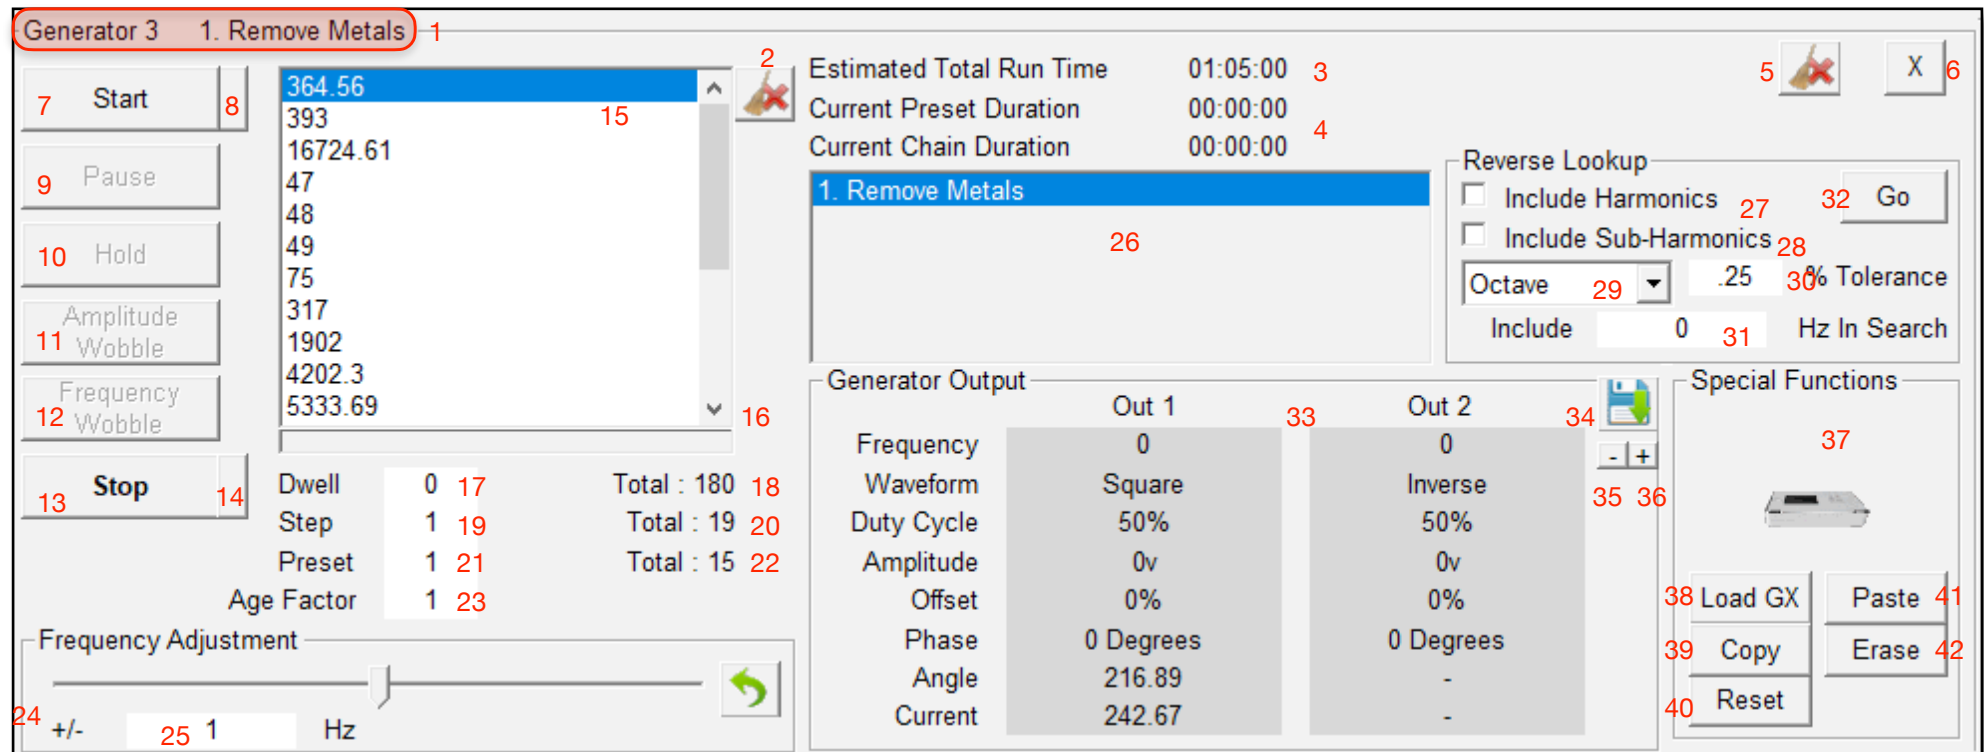 Generator 3 1. Remove Metals 1
7 Start 8
9 Pause
10 Hold
11 Amplitude Wobble
12 Frequency Wobble
13 Stop 14
364.56
393 15
16724.61
47
48
49
75
317
1902
4202.3
5333.69
16
2
Dwell 0 17 Total : 180 18
Step 1 19 Total : 19 20
Preset 1 21 Total : 15 22
Age Factor 1 23
Frequency Adjustment
24 +/- 25 1 Hz
Estimated Total Run Time 01:05:00 3
Current Preset Duration 00:00:00
4
Current Chain Duration 00:00:00
5 X 6
1. Remove Metals
26
Reverse Lookup
Include Harmonics 27 32 Go
Include Sub-Harmonics 28
Octave 29 .25 30 % Tolerance
Include 0 31 Hz In Search
Generator Output
Out 1 33 Out 2 34
Frequency 0 0 - +
Waveform Square Inverse 35 36
Duty Cycle 50% 50%
Amplitude 0v 0v
Offset 0% 0%
Phase 0 Degrees 0 Degrees
Angle 216.89 -
Current 242.67 -
Special Functions
37
38 Load GX Paste 41
39 Copy Erase 42
40 Reset